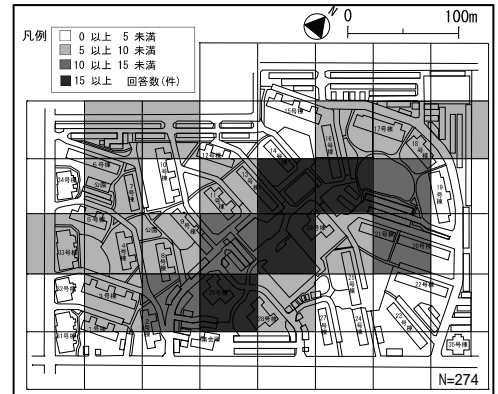 凡例
0 以上 5 未満
5 以上 10 未満
10 以上 15 未満
15 以上 回答数(件)
N
0 100m
15号棟
17号棟
16号棟
18号棟
12号棟
14号棟
6号棟
10号棟
34号棟
公園
7号棟
13号棟
19号棟
11号棟
5号棟
9号棟
公園
21号棟
33号棟
4号棟
8号棟
20号棟
32号棟
3号棟
25号棟
22号棟
1号棟
28号棟
27号棟
24号棟
23号棟
31号棟
集会所
35号棟
N=274